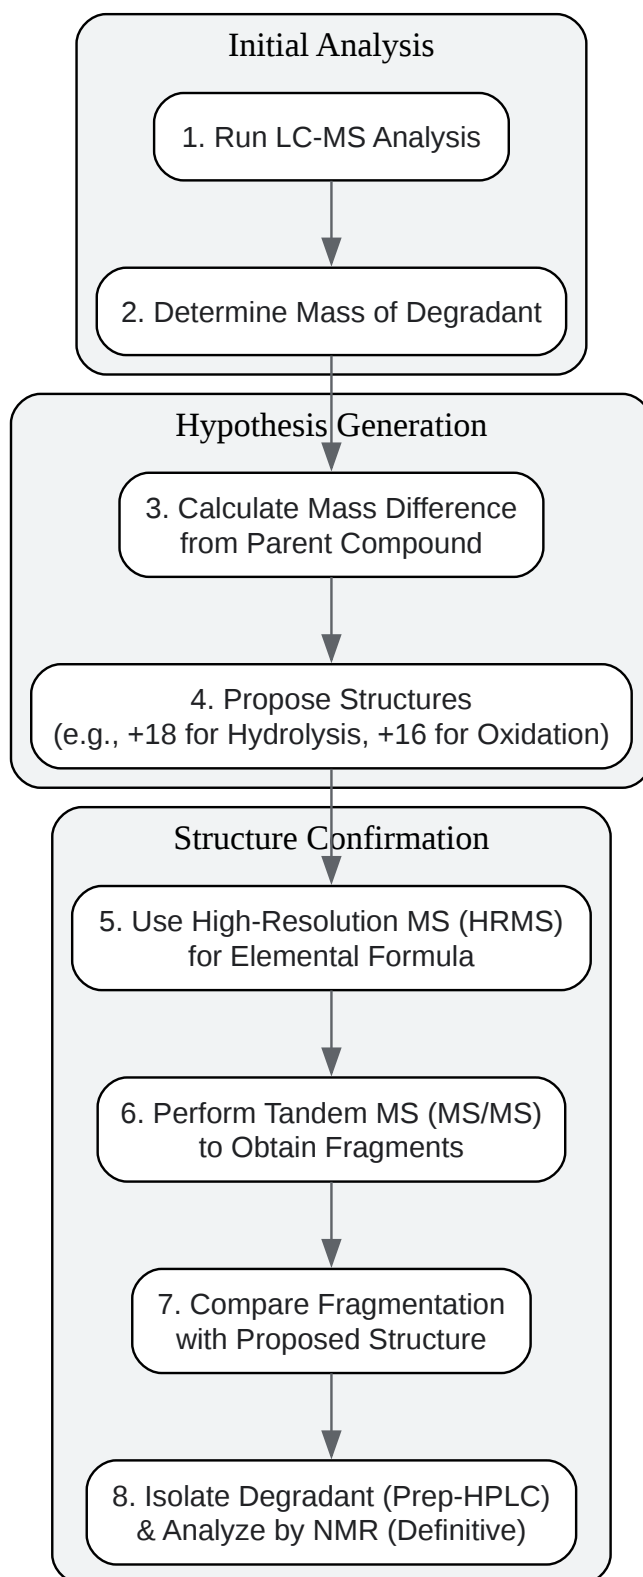 Initial Analysis
1. Run LC-MS Analysis
2. Determine Mass of Degradant
Hypothesis Generation
3. Calculate Mass Difference
from Parent Compound
4. Propose Structures
(e.g., +18 for Hydrolysis, +16 for Oxidation)
Structure Confirmation
5. Use High-Resolution MS (HRMS)
for Elemental Formula
6. Perform Tandem MS (MS/MS)
to Obtain Fragments
7. Compare Fragmentation
with Proposed Structure
8. Isolate Degradant (Prep-HPLC)
& Analyze by NMR (Definitive)